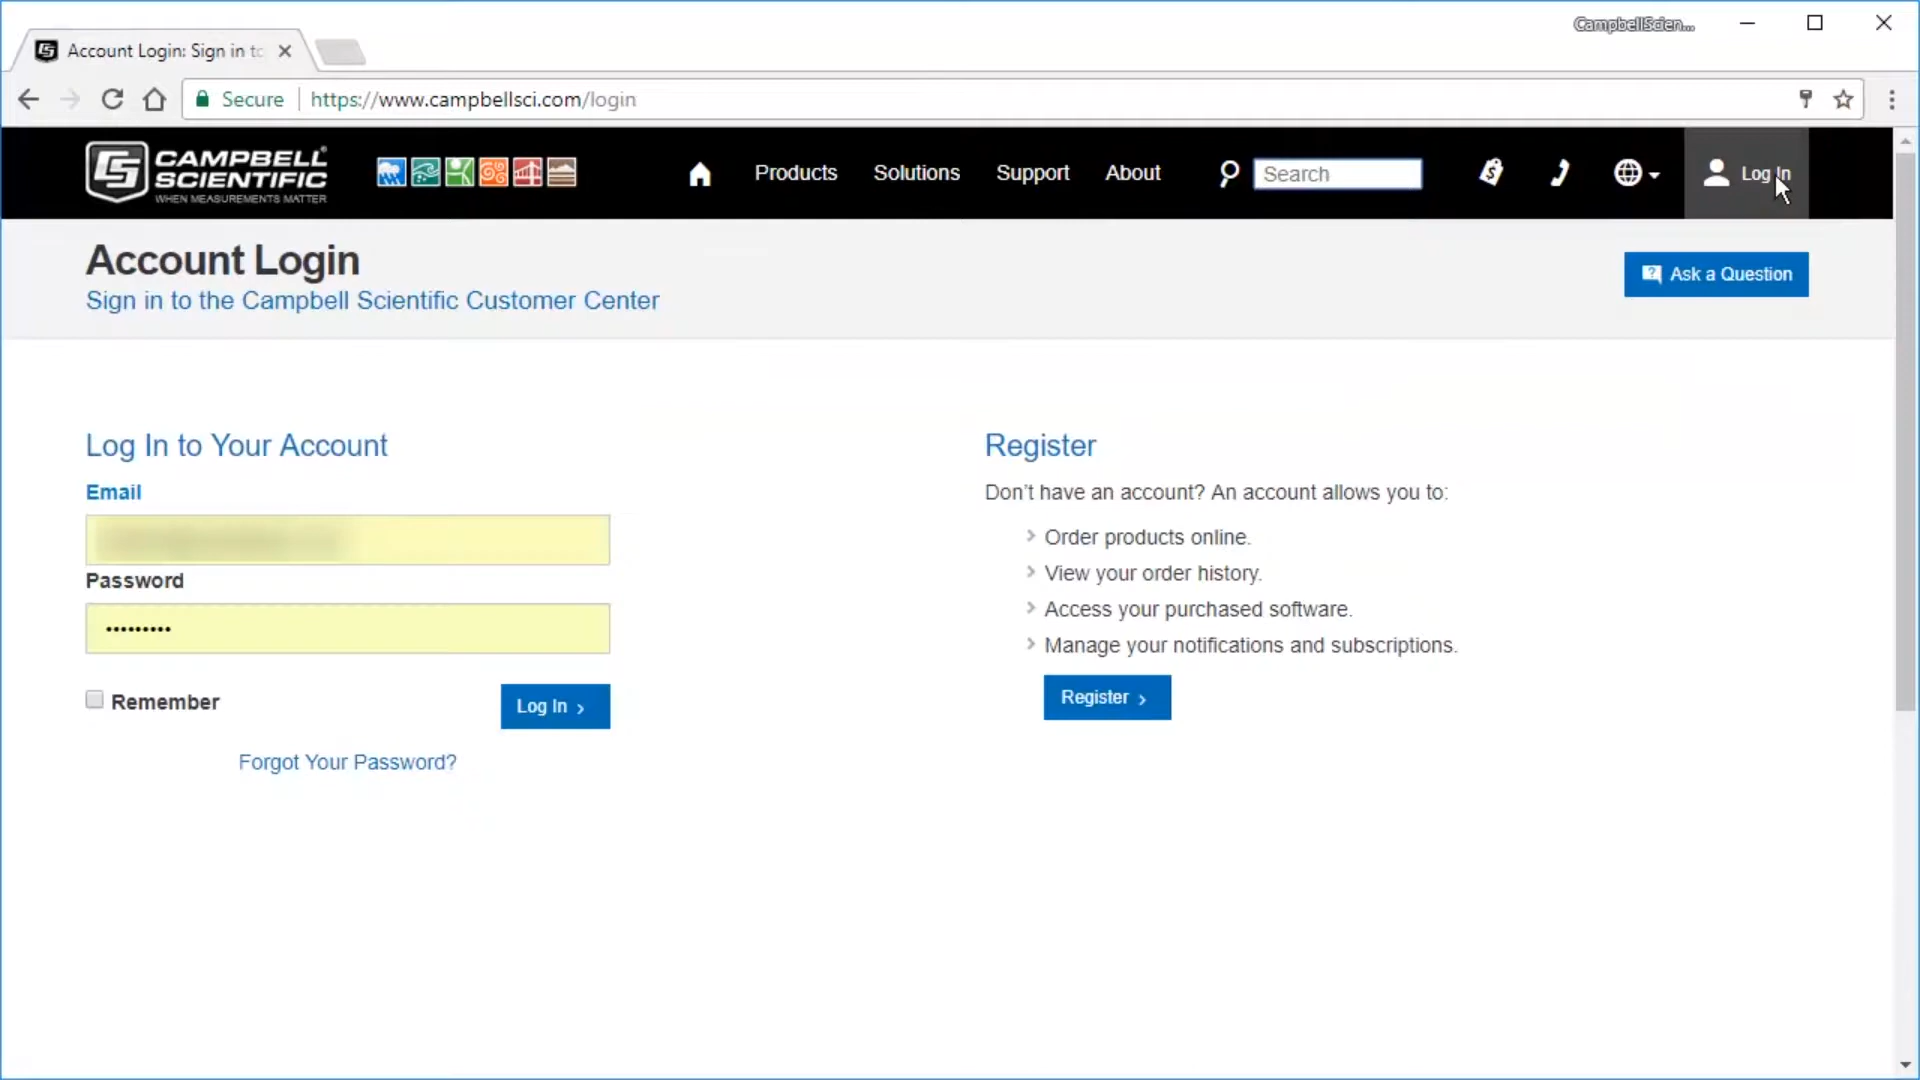 CampbellScien...
Account Login: Sign in to
Secure https://www.campbellsci.com/login
CAMPBELL
SCIENTIFIC
WHEN MEASUREMENTS MATTER
Products Solutions Support About Search Log In
Account Login
Sign in to the Campbell Scientific Customer Center
Ask a Question
Log In to Your Account
Email
Password
•••••••••
Remember
Log In ›
Forgot Your Password?
Register
Don't have an account? An account allows you to:
Order products online.
View your order history.
Access your purchased software.
Manage your notifications and subscriptions.
Register ›